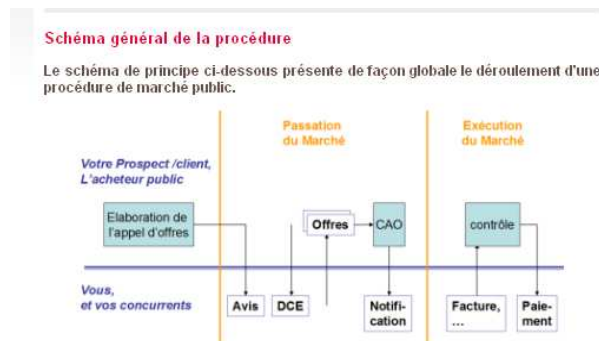 Schéma général de la procédure
Le schéma de principe ci-dessous présente de façon globale le déroulement d'une
procédure de marché public.
Passation
du Marché
Exécution
du Marché
Votre Prospect /client,
L'acheteur public
Elaboration de
l'appel d'offres
Offres
CAO
contrôle
Vous,
et vos concurrents
Avis
DCE
Notifi-
cation
Facture,
...
Paie-
ment